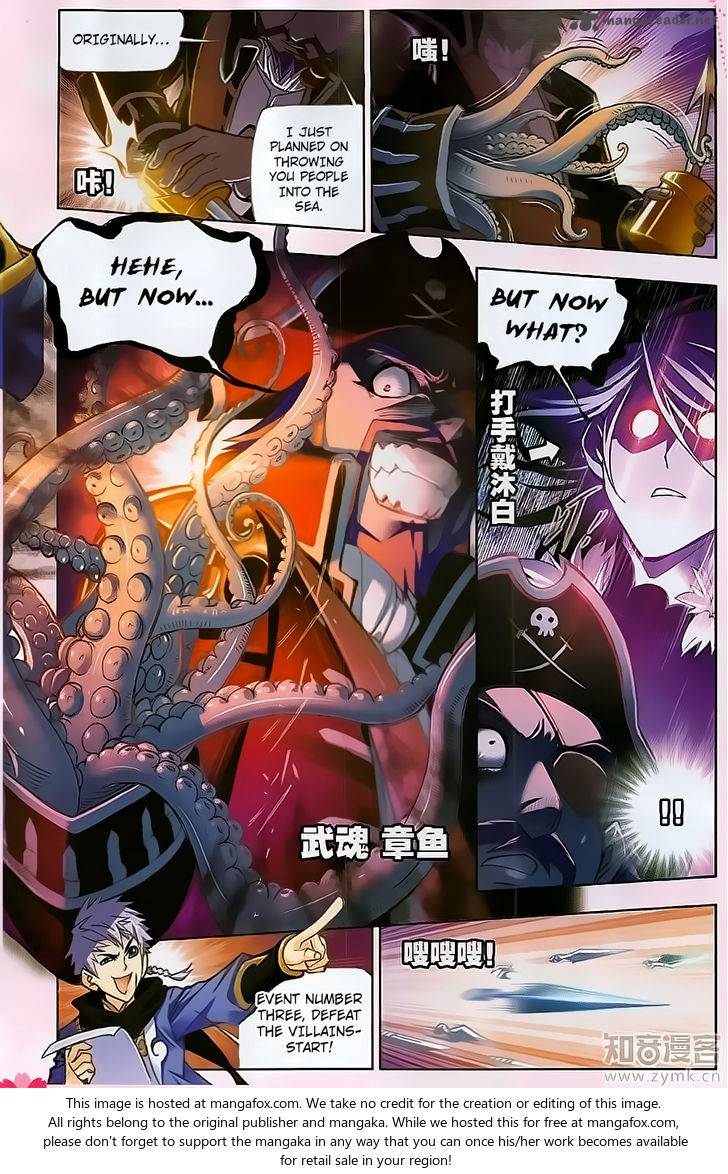 mangareader.net
ORIGINALLY...
咔!
I JUST
PLANNED ON
THROWING
YOU PEOPLE
INTO THE
SEA.
嗤!
HEHE,
BUT NOW...
武魂 章鱼
BUT NOW
WHAT?
打手戴沐白
!!
EVENT NUMBER
THREE, DEFEAT
THE VILLAINS-
START!
嗖嗖嗖!
知音漫客
www.zymk.cn
This image is hosted at mangafox.com. We take no credit for the creation or editing of this image.
All rights belong to the original publisher and mangaka. While we hosted this for free at mangafox.com,
please don't forget to support the mangaka in any way that you can once his/her work becomes available
for retail sale in your region!